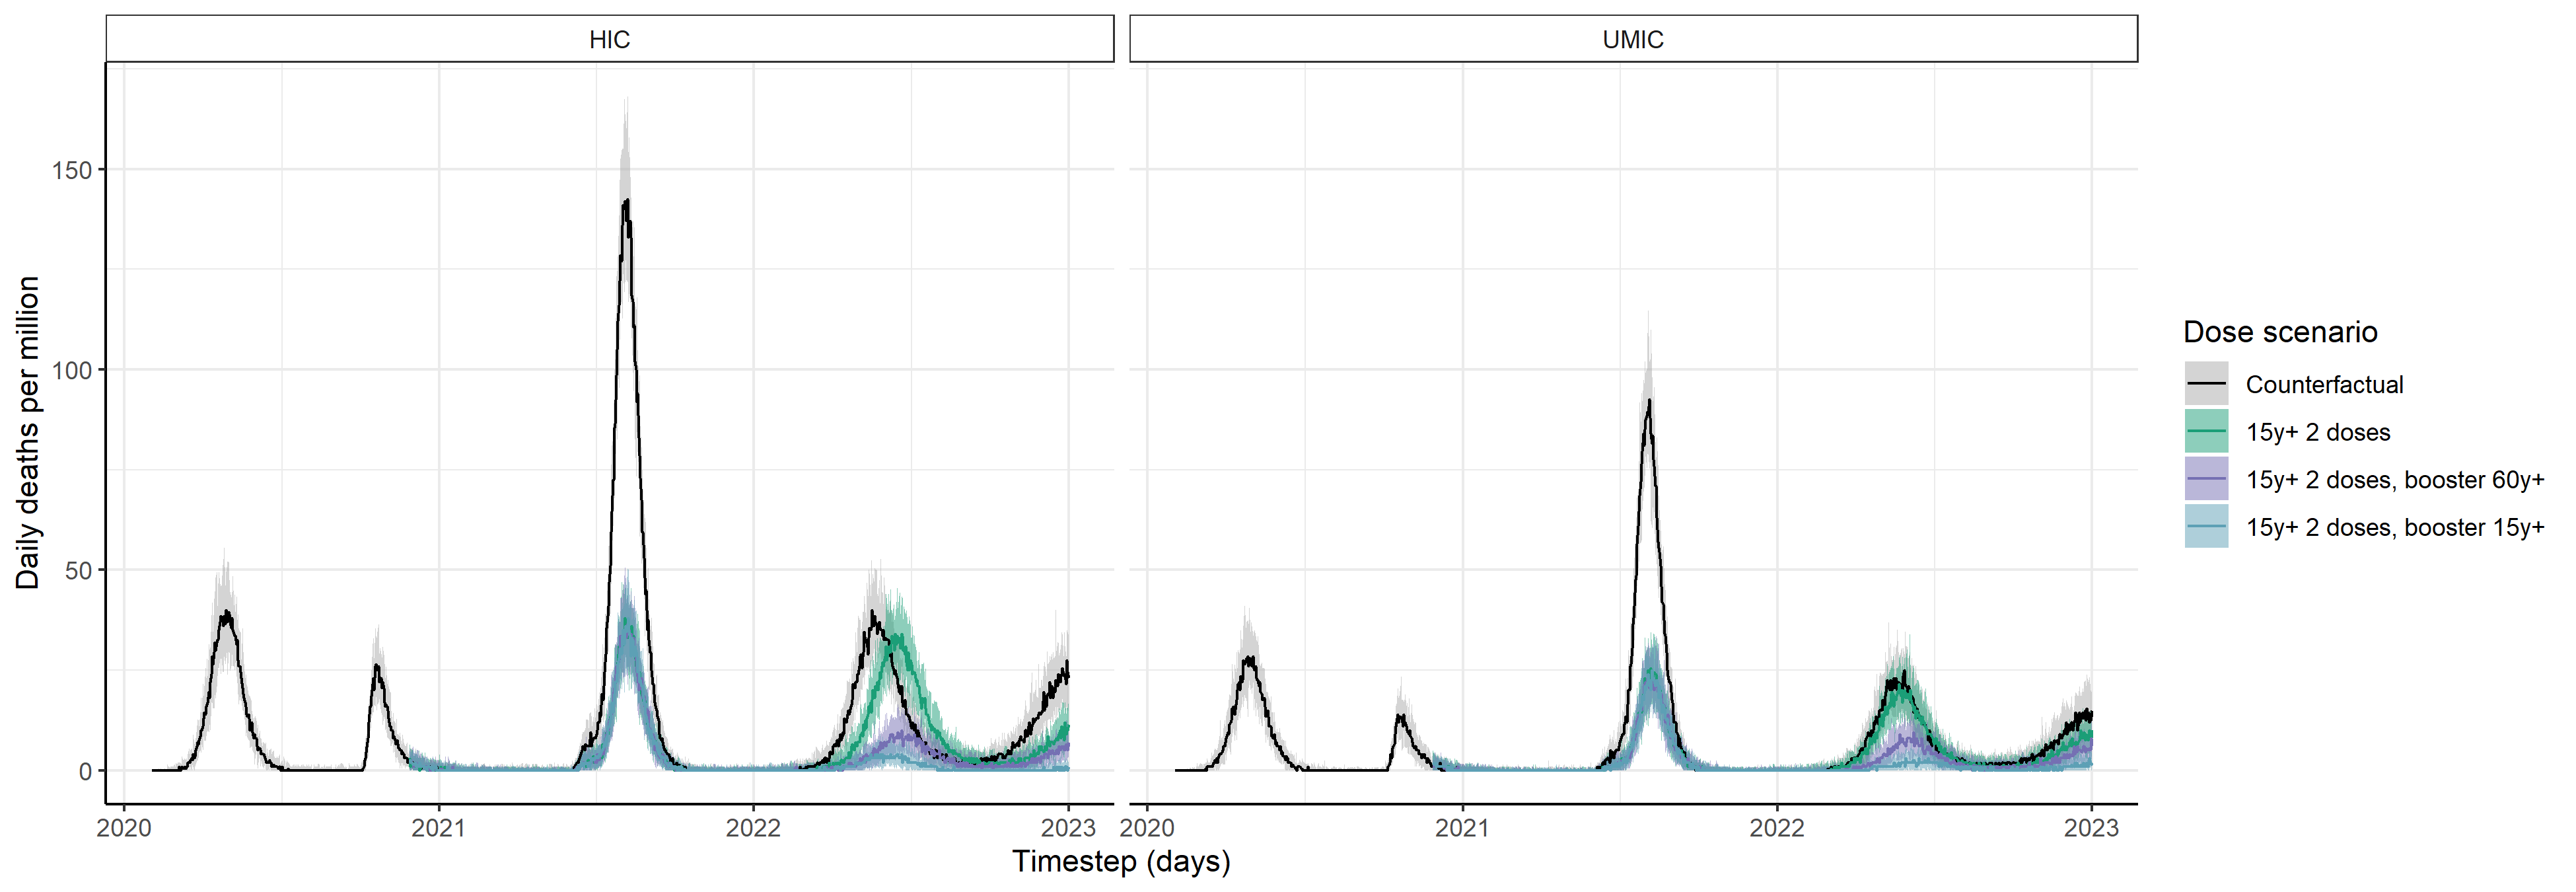 HIC
UMIC
Daily deaths per million
150
100
50
0
2020
2021
2022
2023
2020
2021
2022
2023
Timestep (days)
Dose scenario
Counterfactual
15y+ 2 doses
15y+ 2 doses, booster 60y+
15y+ 2 doses, booster 15y+